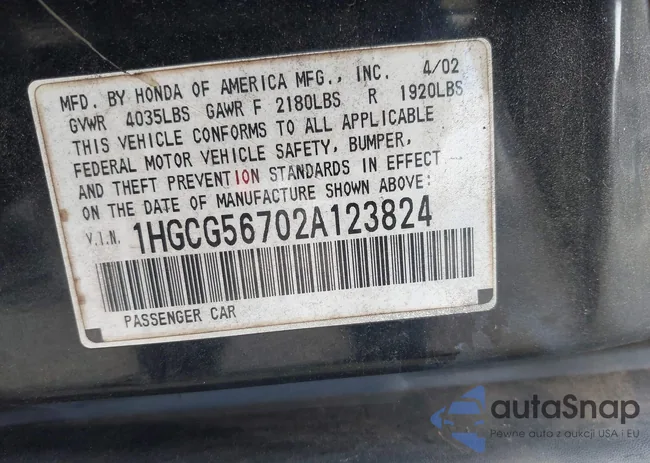 MFD. BY HONDA OF AMERICA MFG., INC. 4/02
GVWR 4035LBS GAWR F 2180LBS R 1920LBS
THIS VEHICLE CONFORMS TO ALL APPLICABLE
FEDERAL MOTOR VEHICLE SAFETY, BUMPER,
AND THEFT PREVENTION STANDARDS IN EFFECT
ON THE DATE OF MANUFACTURE SHOWN ABOVE:
V.I.N. 1HGCG56702A123824
PASSENGER CAR
autaSnap
Pewne auto z aukcji USA i EU